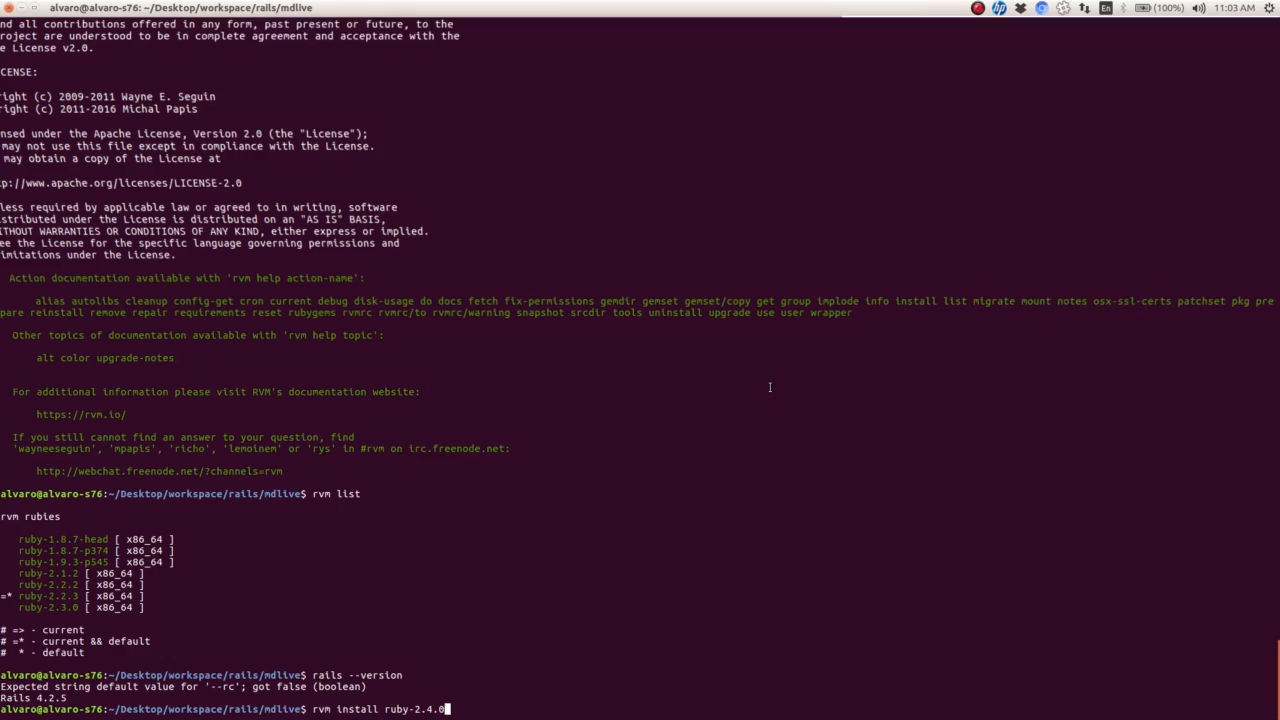 alvaro@alvaro-s76: ~/Desktop/workspace/rails/mdlive
En
(100%)
11:03 AM
nd all contributions offered in any form, past present or future, to the
roject are understood to be in complete agreement and acceptance with the
e License v2.0.
CENSE:
right (c) 2009-2011 Wayne E. Seguin
right (c) 2011-2016 Michal Papis
nsed under the Apache License, Version 2.0 (the "License");
may not use this file except in compliance with the License.
may obtain a copy of the License at
p://www.apache.org/licenses/LICENSE-2.0
less required by applicable law or agreed to in writing, software
istributed under the License is distributed on an "AS IS" BASIS,
ITHOUT WARRANTIES OR CONDITIONS OF ANY KIND, either express or implied.
ee the License for the specific language governing permissions and
imitations under the License.
Action documentation available with 'rvm help action-name':
alias autolibs cleanup config-get cron current debug disk-usage do docs fetch fix-permissions gemdir gemset gemset/copy get group implode info install list migrate mount notes osx-ssl-certs patchset pkg pre
pare reinstall remove repair requirements reset rubygems rvmrc rvmrc/to rvmrc/warning snapshot srcdir tools uninstall upgrade use user wrapper
Other topics of documentation available with 'rvm help topic':
alt color upgrade-notes
For additional information please visit RVM's documentation website:
https://rvm.io/
If you still cannot find an answer to your question, find
'wayneeseguin', 'mpapis', 'richo', 'lemoinem' or 'rys' in #rvm on irc.freenode.net:
http://webchat.freenode.net/?channels=rvm
alvaro@alvaro-s76:~/Desktop/workspace/rails/mdlive$ rvm list
rvm rubies
ruby-1.8.7-head [ x86_64 ]
ruby-1.8.7-p374 [ x86_64 ]
ruby-1.9.3-p545 [ x86_64 ]
ruby-2.1.2 [ x86_64 ]
ruby-2.2.2 [ x86_64 ]
=* ruby-2.2.3 [ x86_64 ]
ruby-2.3.0 [ x86_64 ]
# => - current
# =* - current && default
#  * - default
alvaro@alvaro-s76:~/Desktop/workspace/rails/mdlive$ rails --version
Expected string default value for '--rc'; got false (boolean)
Rails 4.2.5
alvaro@alvaro-s76:~/Desktop/workspace/rails/mdlive$ rvm install ruby-2.4.0